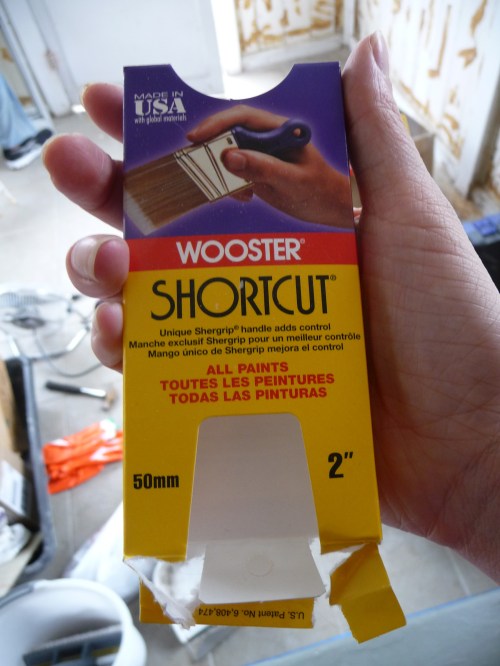 MADE IN
USA
with global materials
WOOSTER®
SHORTCUT®
Unique Shergrip® handle adds control
Manche exclusif Shergrip pour un meilleur contrôle
Mango único de Shergrip mejora el control
ALL PAINTS
TOUTES LES PEINTURES
TODAS LAS PINTURAS
50mm
2"
U.S. Patent No. 6,408,474